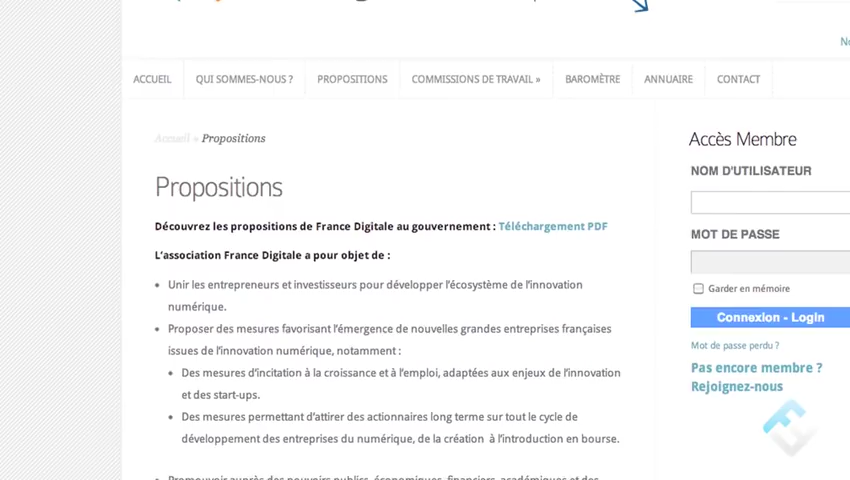 ACCUEIL QUI SOMMES-NOUS ? PROPOSITIONS COMMISSIONS DE TRAVAIL » BAROMÈTRE ANNUAIRE CONTACT
Accueil » Propositions
Propositions
Découvrez les propositions de France Digitale au gouvernement : Téléchargement PDF
L’association France Digitale a pour objet de :
• Unir les entrepreneurs et investisseurs pour développer l’écosystème de l’innovation
numérique.
• Proposer des mesures favorisant l’émergence de nouvelles grandes entreprises françaises
issues de l’innovation numérique, notamment :
• Des mesures d’incitation à la croissance et à l’emploi, adaptées aux enjeux de l’innovation
et des start-ups.
• Des mesures permettant d’attirer des actionnaires long terme sur tout le cycle de
développement des entreprises du numérique, de la création à l’introduction en bourse.
• Promouvoir auprès des pouvoirs publics, économiques, financiers, académiques et des
Accès Membre
NOM D'UTILISATEUR
MOT DE PASSE
Garder en mémoire
Connexion - Login
Mot de passe perdu ?
Pas encore membre ?
Rejoignez-nous